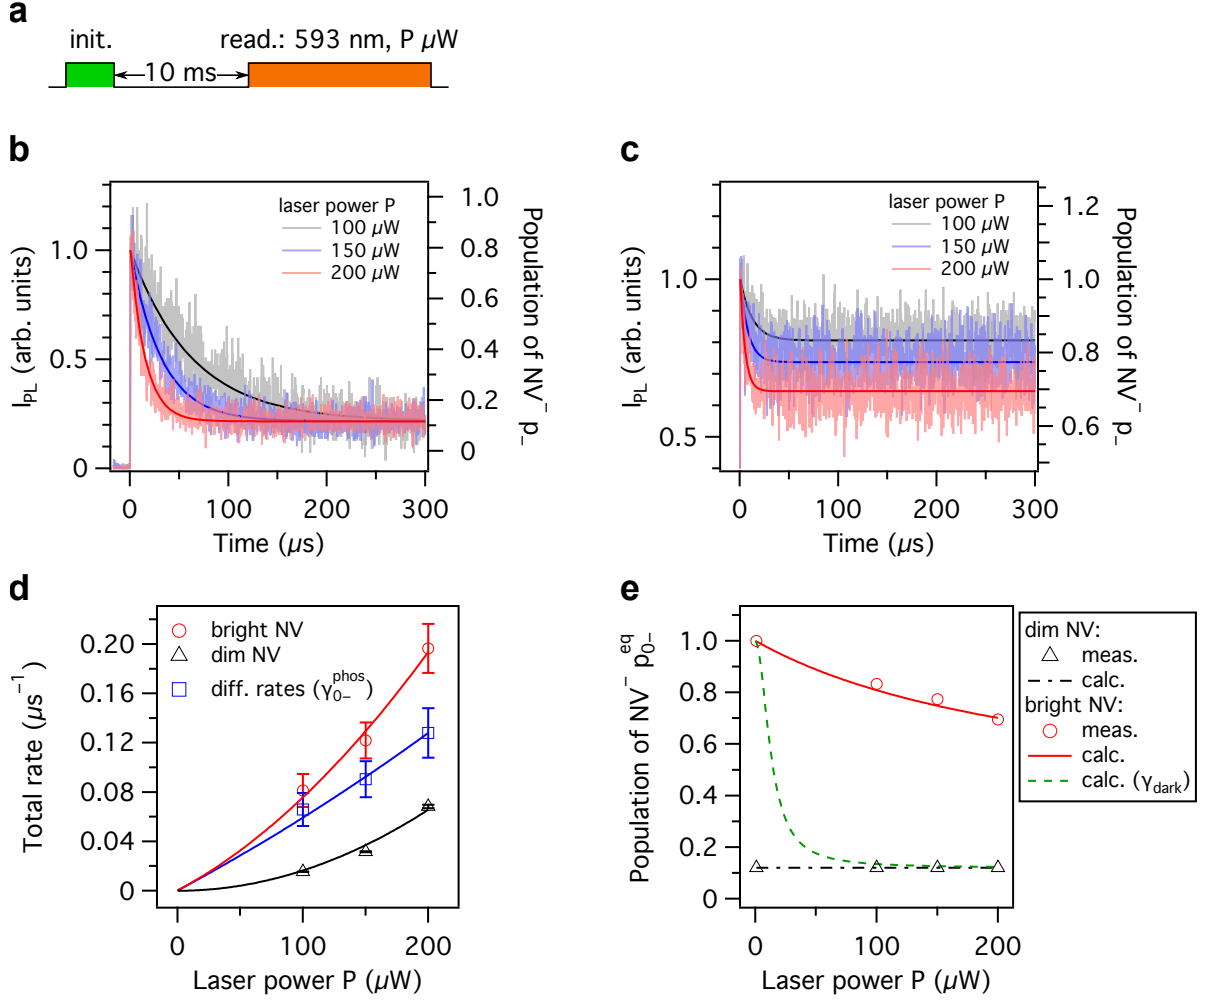 a
init.
read.: 593 nm, P µW
10 ms
b
I_PL (arb. units)
1.0
0.5
0
laser power P
100 µW
150 µW
200 µW
1.0
0.8
0.6
0.4
0.2
0
Population of NV⁻ p₋
0
100
200
300
Time (µs)
c
I_PL (arb. units)
1.0
0.5
laser power P
100 µW
150 µW
200 µW
1.2
1.0
0.8
0.6
Population of NV⁻ p₋
0
100
200
300
Time (µs)
d
Total rate (µs⁻¹)
0.20
0.16
0.12
0.08
0.04
0
bright NV
dim NV
diff. rates (γ₀₋^phos)
0
100
200
Laser power P (µW)
e
Population of NV⁻ p₀₋^eq
1.0
0.8
0.6
0.4
0.2
0
0
100
200
Laser power P (µW)
dim NV:
meas.
calc.
bright NV:
meas.
calc.
calc. (γ_dark)